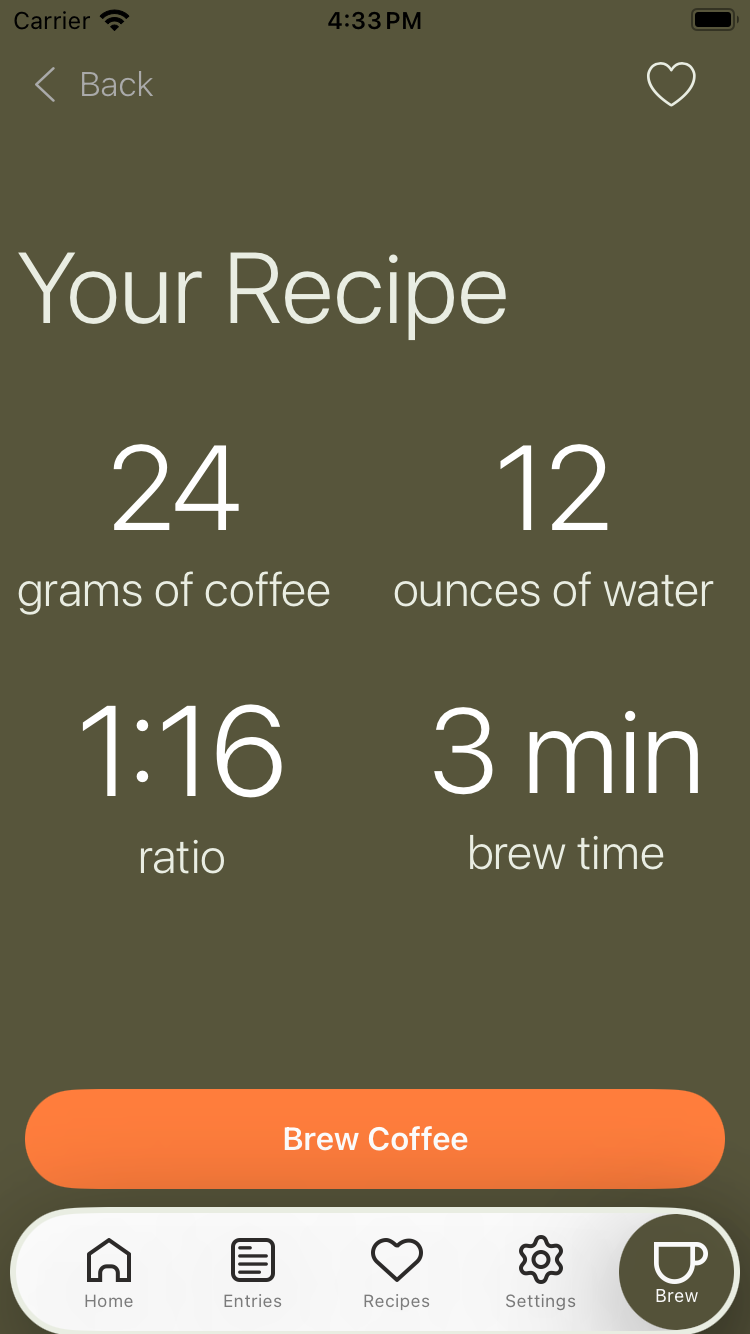 Carrier 4:33 PM
Back
Your Recipe
24 12
grams of coffee ounces of water
1:16 3 min
ratio brew time
Brew Coffee
Home Entries Recipes Settings Brew